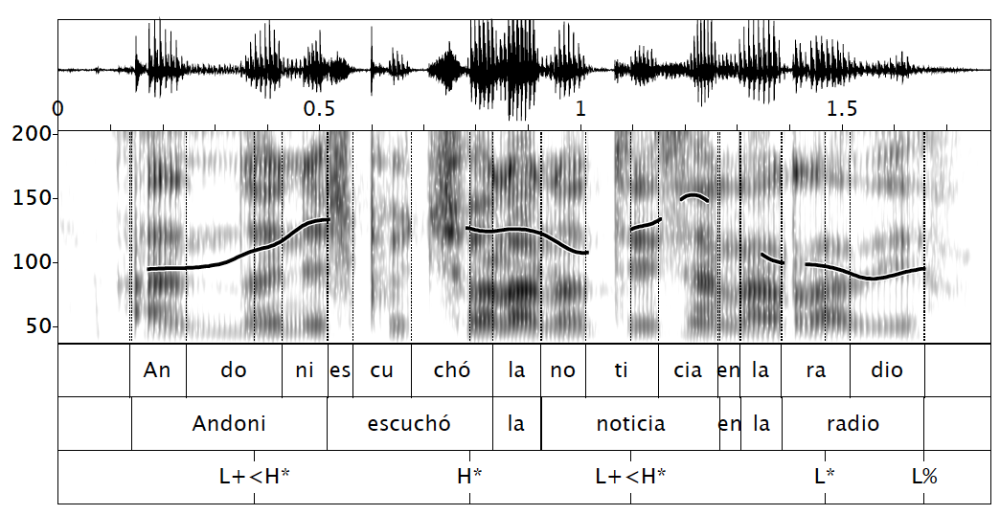 0 0.5 1 1.5
200
150
100
50
An do ni es cu chó la no ti cia en la ra dio
Andoni escuchó la noticia en la radio
L+<H* H* L+<H* L* L%